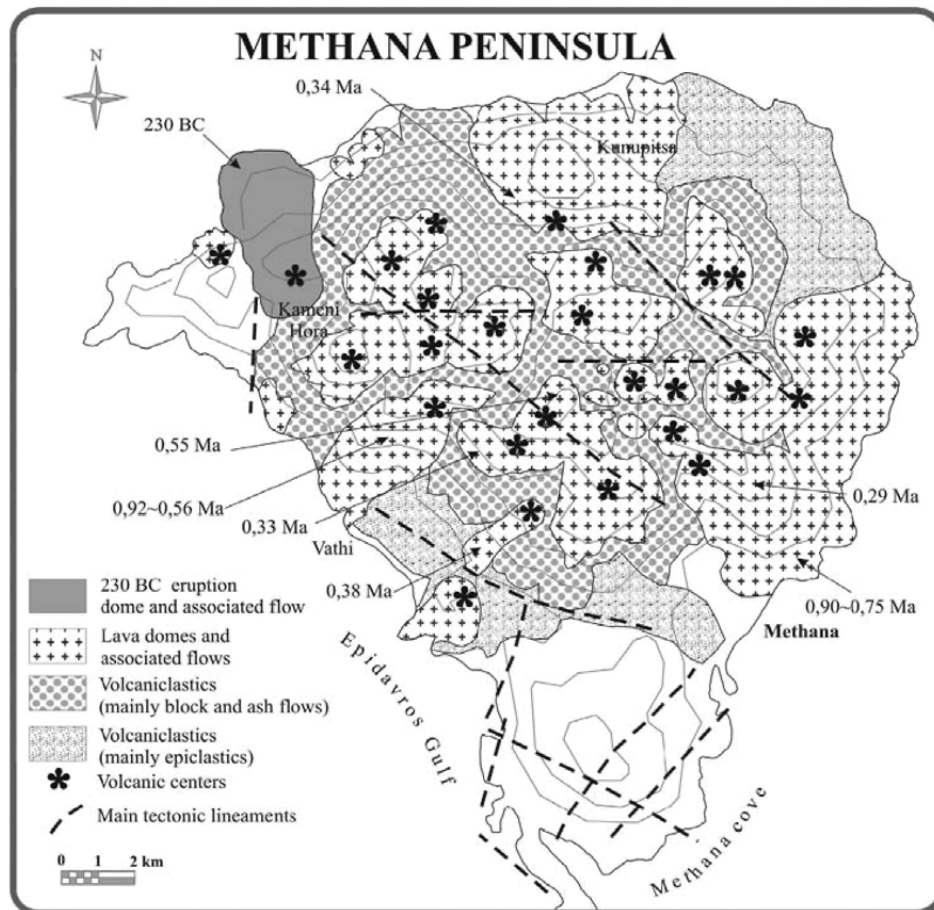 METHANA PENINSULA
N
0,34 Ma
230 BC
Kunupitsa
Kameni
Hora
0,55 Ma
0,92~0,56 Ma
0,33 Ma
0,29 Ma
Vathi
0,38 Ma
0,90~0,75 Ma
Methana
Epidavros Gulf
Methana cove
230 BC eruption
dome and associated flow
Lava domes and
associated flows
Volcaniclastics
(mainly block and ash flows)
Volcaniclastics
(mainly epiclastics)
Volcanic centers
Main tectonic lineaments
0 1 2 km